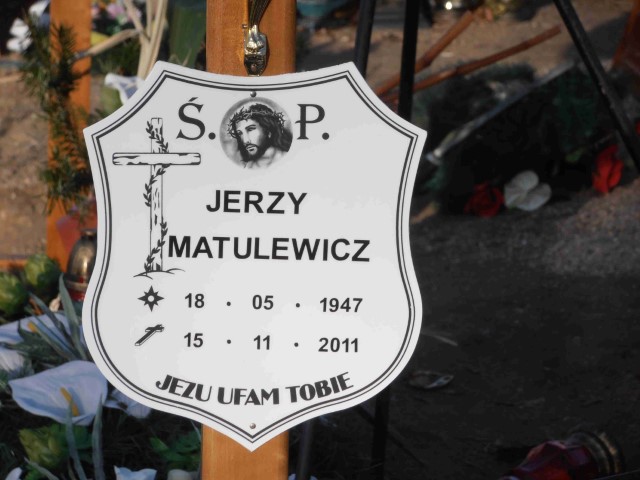 Ś. P.
JERZY
MATULEWICZ
18 · 05 · 1947
15 · 11 · 2011
JEZU UFAM TOBIE